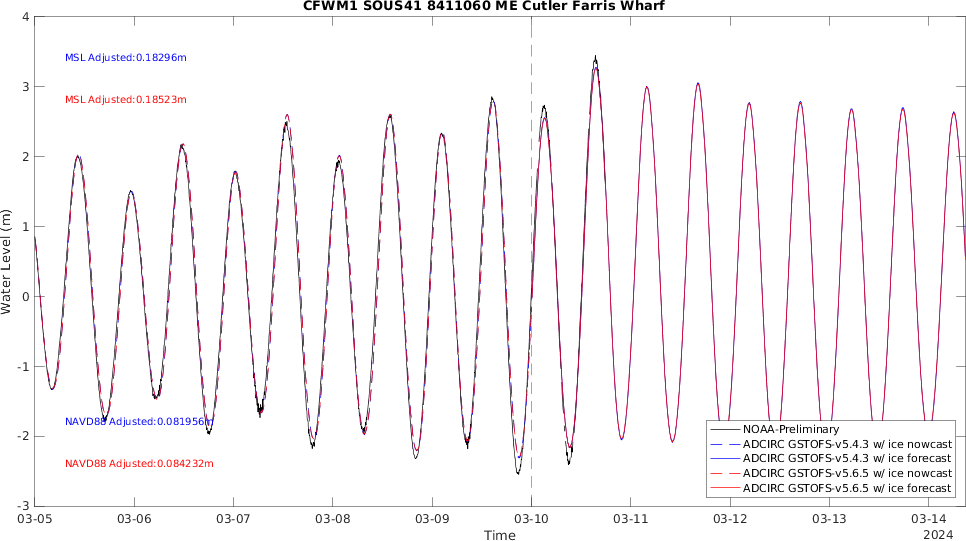 CFWM1 SOUS41 8411060 ME Cutler Farris Wharf
4
3
2
1
0
-1
-2
-3
Water Level (m)
MSL Adjusted:0.18296m
MSL Adjusted:0.18523m
NAVD88 Adjusted:0.081956m
NAVD88 Adjusted:0.084232m
NOAA-Preliminary
ADCIRC GSTOFS-v5.4.3 w/ ice nowcast
ADCIRC GSTOFS-v5.4.3 w/ ice forecast
ADCIRC GSTOFS-v5.6.5 w/ ice nowcast
ADCIRC GSTOFS-v5.6.5 w/ ice forecast
03-05 03-06 03-07 03-08 03-09 03-10 03-11 03-12 03-13 03-14
Time
2024